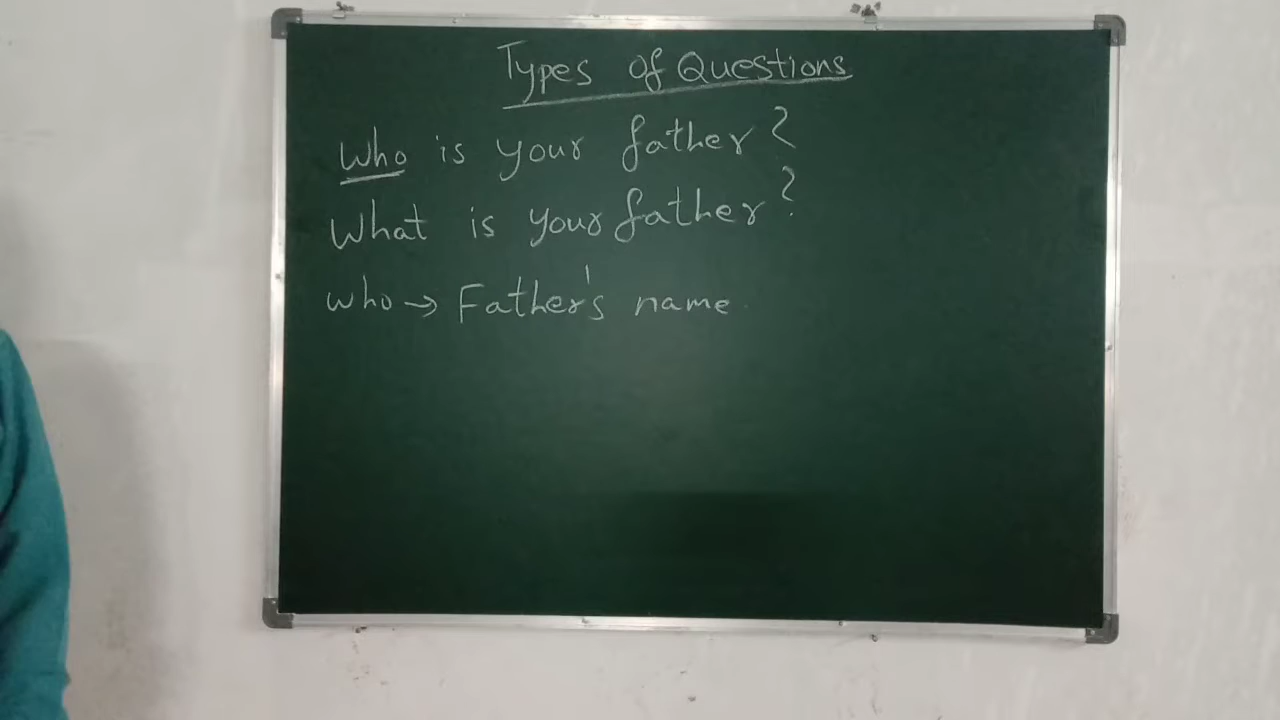 Types of Questions
Who is your father?
What is your father?
who → Father's name.